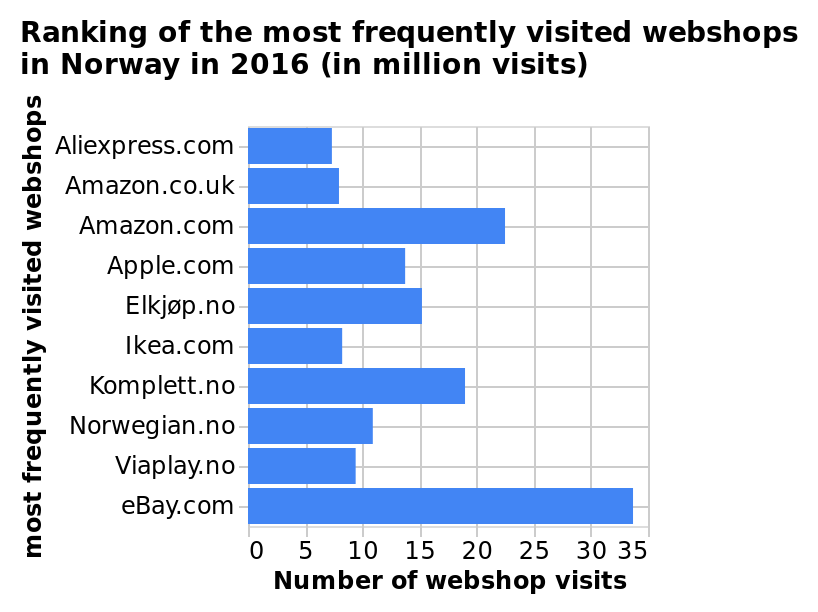 Ranking of the most frequently visited webshops
in Norway in 2016 (in million visits)
most frequently visited webshops
Aliexpress.com
Amazon.co.uk
Amazon.com
Apple.com
Elkjøp.no
Ikea.com
Komplett.no
Norwegian.no
Viaplay.no
eBay.com
0 5 10 15 20 25 30 35
Number of webshop visits